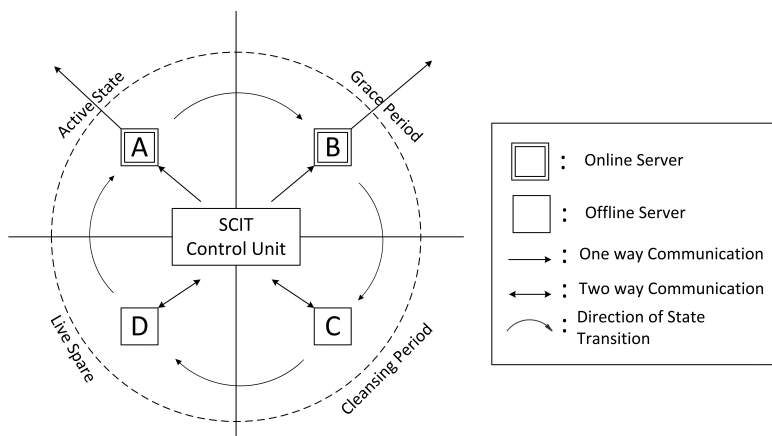 Active State
Grace Period
A
B
SCIT
Control Unit
D
C
Live Spare
Cleansing Period
: Online Server
: Offline Server
: One way Communication
: Two way Communication
: Direction of State
Transition